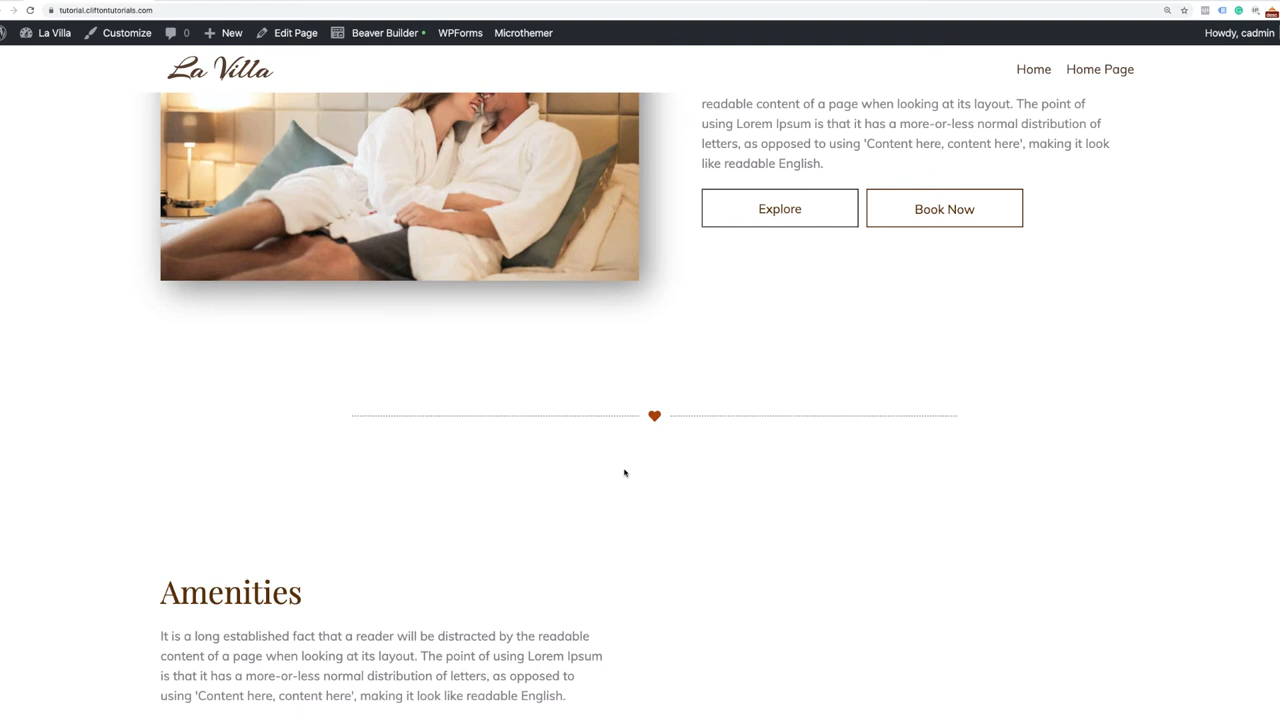 tutorial.cliftontutorials.com
La Villa Customize 0 New Edit Page Beaver Builder WPForms Microthemer Howdy, cadmin
La Villa Home Home Page
readable content of a page when looking at its layout. The point of
using Lorem Ipsum is that it has a more-or-less normal distribution of
letters, as opposed to using 'Content here, content here', making it look
like readable English.
Explore Book Now
Amenities
It is a long established fact that a reader will be distracted by the readable
content of a page when looking at its layout. The point of using Lorem Ipsum
is that it has a more-or-less normal distribution of letters, as opposed to
using 'Content here, content here', making it look like readable English.